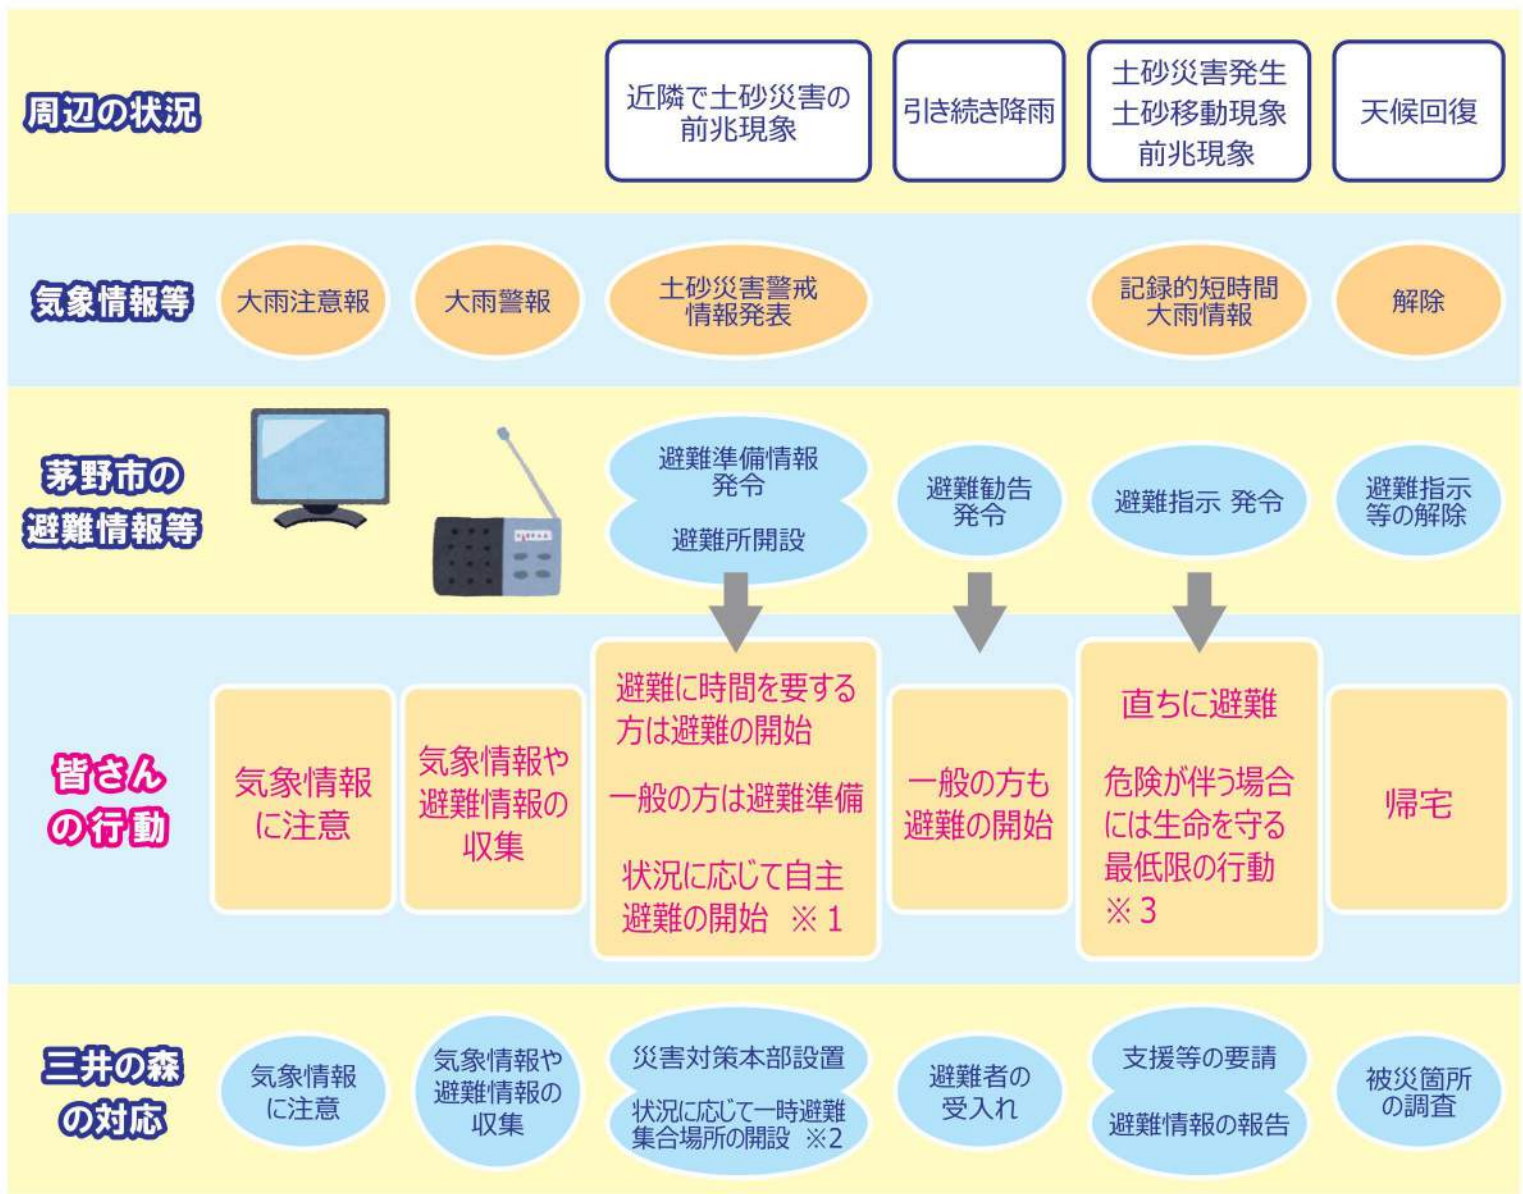 周辺の状況
近隣で土砂災害の
前兆現象
引き続き降雨
土砂災害発生
土砂移動現象
前兆現象
天候回復
気象情報等
大雨注意報
大雨警報
土砂災害警戒
情報発表
記録的短時間
大雨情報
解除
茅野市の
避難情報等
避難準備情報
発令
避難所開設
避難勧告
発令
避難指示 発令
避難指示
等の解除
皆さん
の行動
気象情報
に注意
気象情報や
避難情報の
収集
避難に時間を要する
方は避難の開始
一般の方は避難準備
状況に応じて自主
避難の開始 ※1
一般の方も
避難の開始
直ちに避難
危険が伴う場合
には生命を守る
最低限の行動
※3
帰宅
三井の森
の対応
気象情報
に注意
気象情報や
避難情報の
収集
災害対策本部設置
状況に応じて一時避難
集合場所の開設 ※2
避難者の
受入れ
支援等の要請
避難情報の報告
被災箇所
の調査